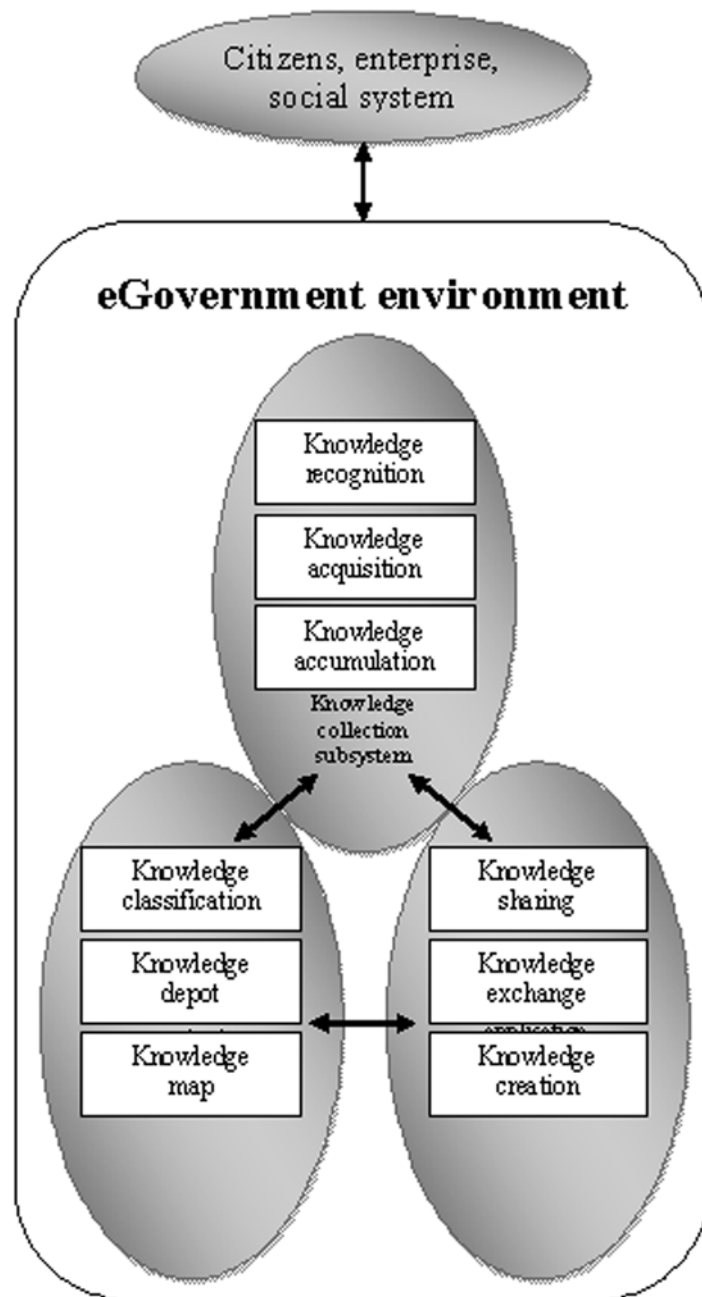 Citizens, enterprise,
social system
eGovernment environment
Knowledge
recognition
Knowledge
acquisition
Knowledge
accumulation
Knowledge
collection
subsystem
Knowledge
classification
Knowledge
depot
Knowledge
map
Knowledge
sharing
Knowledge
exchange
Knowledge
creation